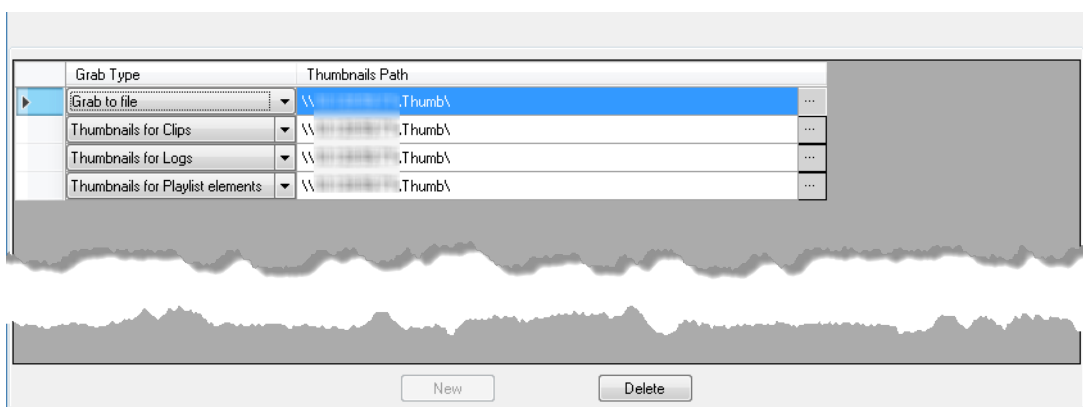 Grab Type Thumbnails Path
Grab to file \\ .Thumb\ ...
Thumbnails for Clips \\ .Thumb\ ...
Thumbnails for Logs \\ .Thumb\ ...
Thumbnails for Playlist elements \\ .Thumb\ ...
New Delete